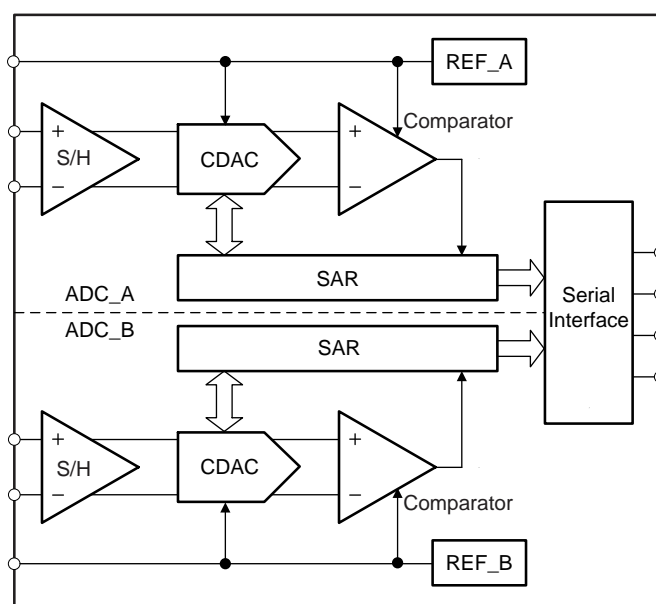 REF_A
+
S/H
−
CDAC
+
−
Comparator
SAR
ADC_A
ADC_B
SAR
Serial
Interface
+
S/H
−
CDAC
+
−
Comparator
REF_B